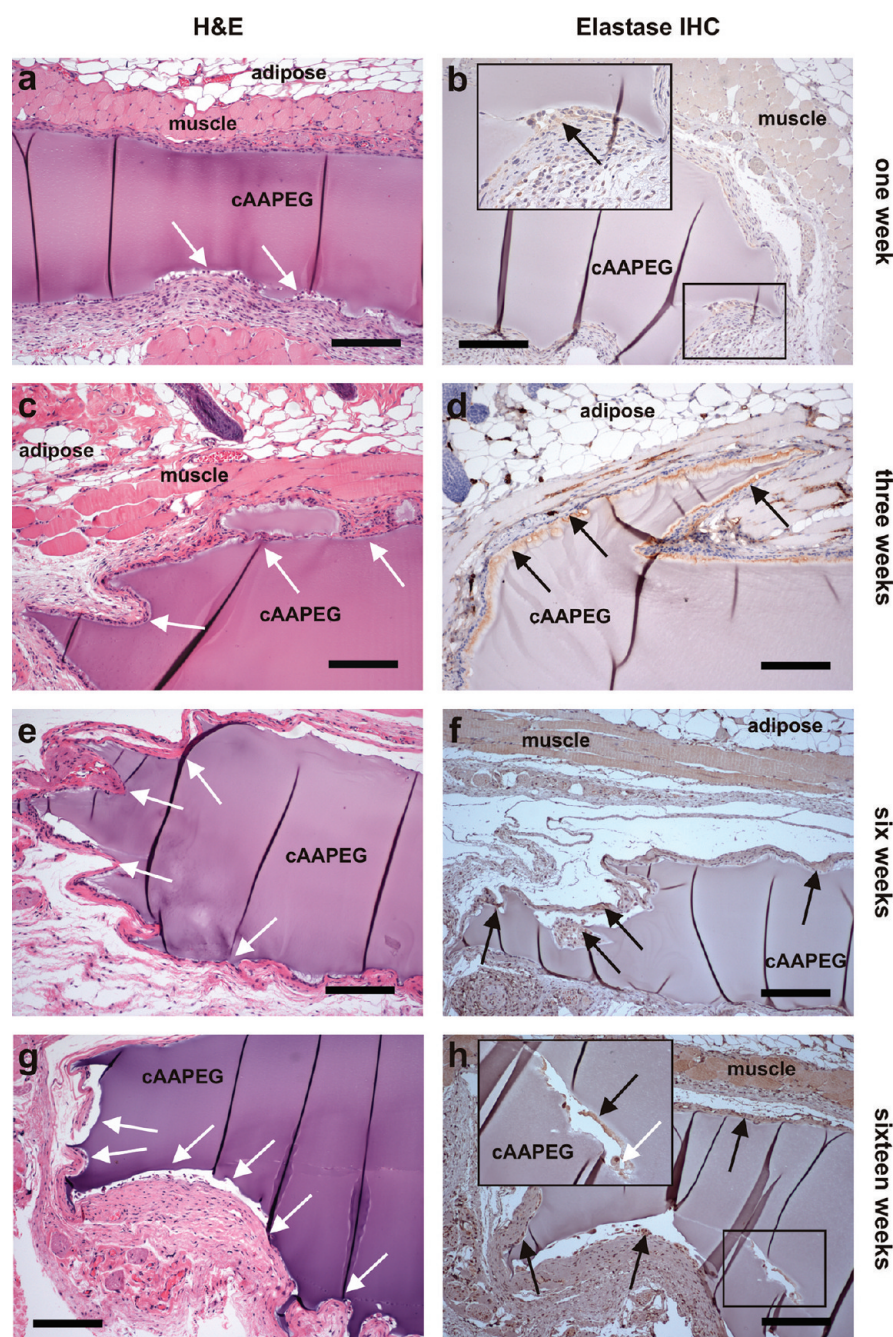 H&E
Elastase IHC
a
adipose
muscle
cAAPEG
b
muscle
cAAPEG
one week
c
adipose
muscle
cAAPEG
d
adipose
cAAPEG
three weeks
e
cAAPEG
f
muscle
adipose
cAAPEG
six weeks
g
cAAPEG
h
muscle
cAAPEG
sixteen weeks